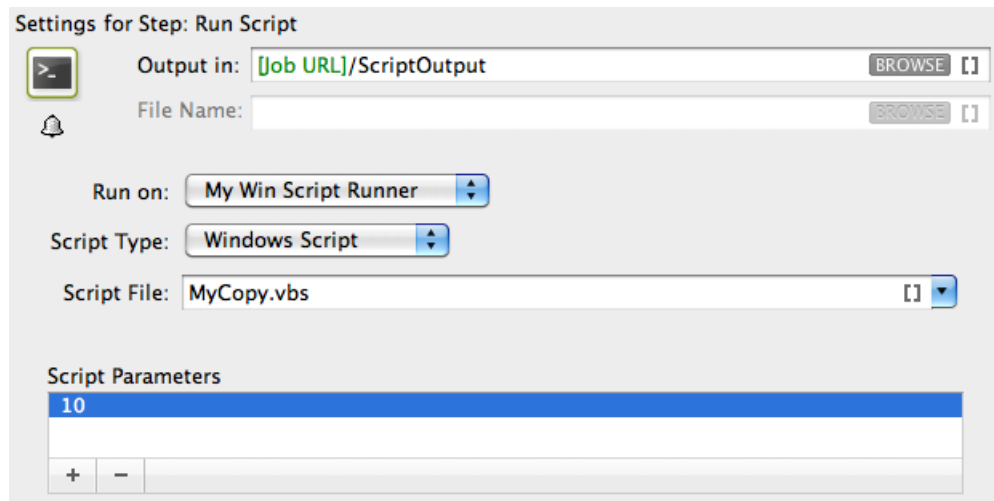 Settings for Step: Run Script
Output in: [Job URL]/ScriptOutput BROWSE []
File Name: BROWSE []
Run on: My Win Script Runner
Script Type: Windows Script
Script File: MyCopy.vbs []
Script Parameters
10
+ −